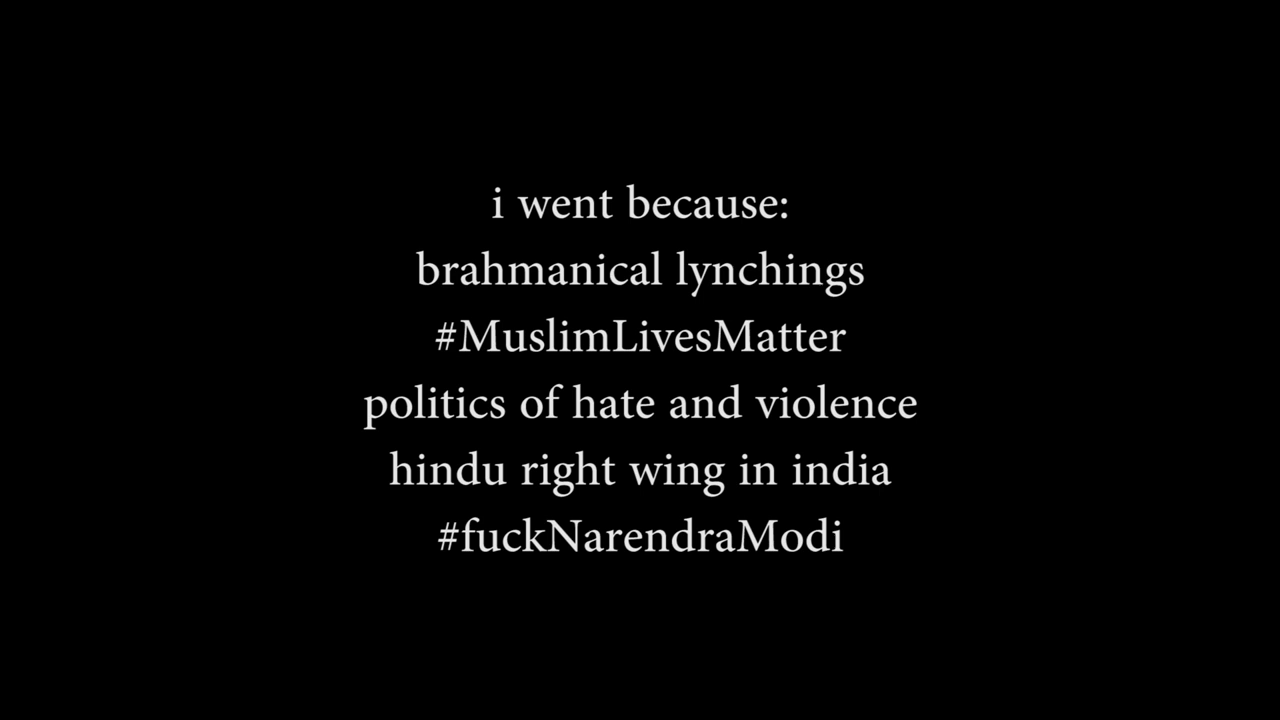 i went because:
brahmanical lynchings
#MuslimLivesMatter
politics of hate and violence
hindu right wing in india
#fuckNarendraModi